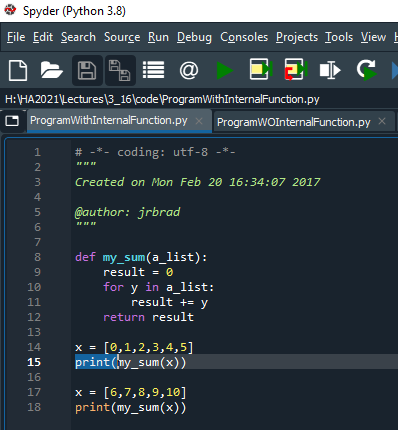 Spyder (Python 3.8)
File Edit Search Source Run Debug Consoles Projects Tools View
@
H:\HA2021\Lectures\3_16\code\ProgramWithInternalFunction.py
ProgramWithInternalFunction.py × ProgramWOInternalFunction.py ×
1 # -*- coding: utf-8 -*-
2 """
3 Created on Mon Feb 20 16:34:07 2017
4
5 @author: jrbrad
6 """
7
8 def my_sum(a_list):
9     result = 0
10     for y in a_list:
11         result += y
12     return result
13
14 x = [0,1,2,3,4,5]
15 print(my_sum(x))
16
17 x = [6,7,8,9,10]
18 print(my_sum(x))